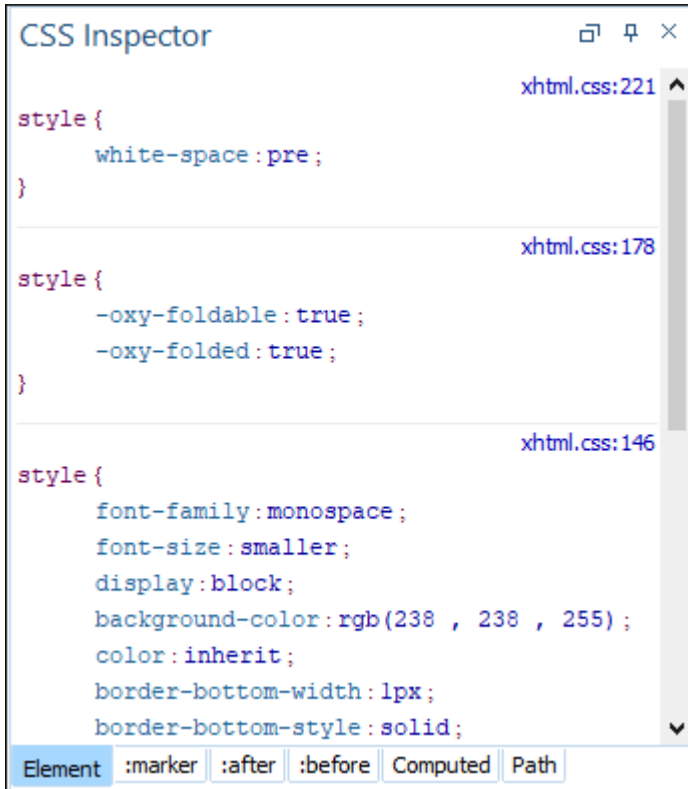 CSS Inspector
xhtml.css:221
style {
white-space : pre ;
}
xhtml.css:178
style {
-oxy-foldable : true ;
-oxy-folded : true ;
}
xhtml.css:146
style {
font-family : monospace ;
font-size : smaller ;
display : block ;
background-color : rgb(238 , 238 , 255) ;
color : inherit ;
border-bottom-width : 1px ;
border-bottom-style : solid ;
Element :marker :after :before Computed Path